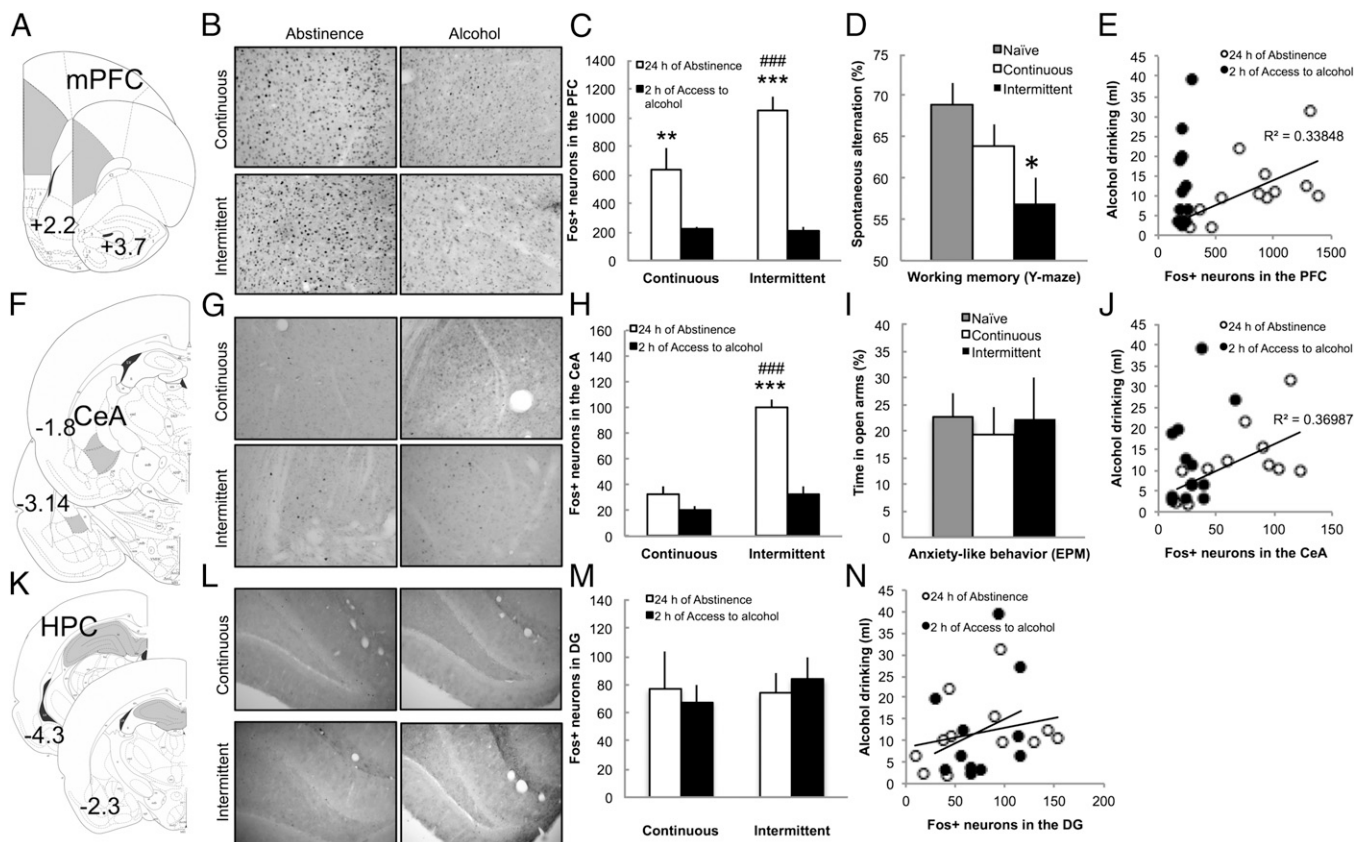 A
mPFC
+2.2
+3.7
B
Abstinence
Alcohol
Continuous
Intermittent
C
Fos+ neurons in the PFC
1400
1200
1000
800
600
400
200
0
24 h of Abstinence
2 h of Access to alcohol
**
###
***
Continuous
Intermittent
D
Spontaneous alternation (%)
75
70
65
60
55
50
Naïve
Continuous
Intermittent
*
Working memory (Y-maze)
E
Alcohol drinking (ml)
45
40
35
30
25
20
15
10
5
0
24 h of Abstinence
2 h of Access to alcohol
R² = 0.33848
0
500
1000
1500
Fos+ neurons in the PFC
F
CeA
-1.8
-3.14
G
Continuous
Intermittent
H
Fos+ neurons in the CeA
160
140
120
100
80
60
40
20
0
24 h of Abstinence
2 h of Access to alcohol
###
***
Continuous
Intermittent
I
Time in open arms (%)
45
40
35
30
25
20
15
10
5
0
Naïve
Continuous
Intermittent
Anxiety-like behavior (EPM)
J
Alcohol drinking (ml)
45
40
35
30
25
20
15
10
5
0
24 h of Abstinence
2 h of Access to alcohol
R² = 0.36987
0
50
100
150
Fos+ neurons in the CeA
K
HPC
-4.3
-2.3
L
Continuous
Intermittent
M
Fos+ neurons in DG
140
120
100
80
60
40
20
0
24 h of Abstinence
2 h of Access to alcohol
Continuous
Intermittent
N
Alcohol drinking (ml)
45
40
35
30
25
20
15
10
5
0
24 h of Abstinence
2 h of Access to alcohol
0
50
100
150
200
Fos+ neurons in the DG